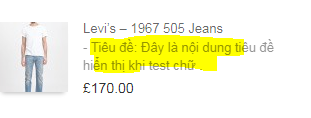 Levi's – 1967 505 Jeans
- Tiêu đề: Đây là nội dung tiêu đề
hiển thị khi test chữ .
£170.00